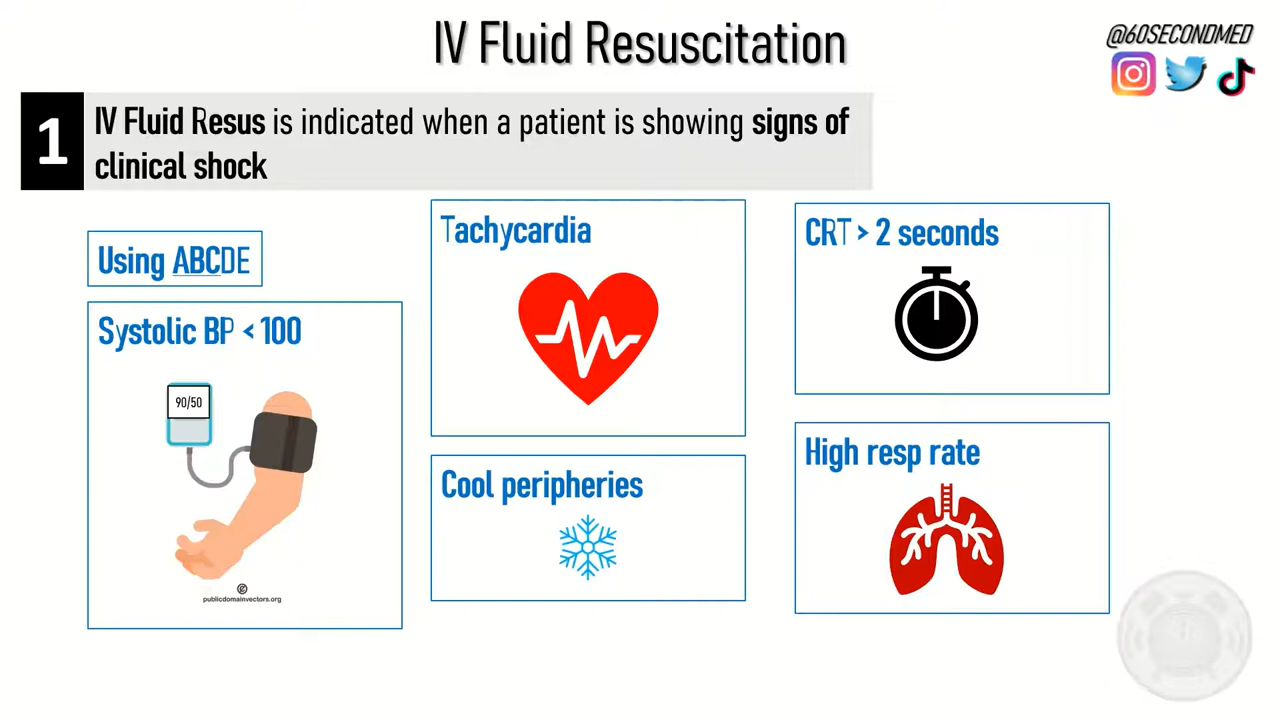 IV Fluid Resuscitation
@60SECONDMED
1
IV Fluid Resus is indicated when a patient is showing signs of
clinical shock
Using ABCDE
Systolic BP < 100
90/50
publicdomainvectors.org
Tachycardia
Cool peripheries
CRT > 2 seconds
High resp rate